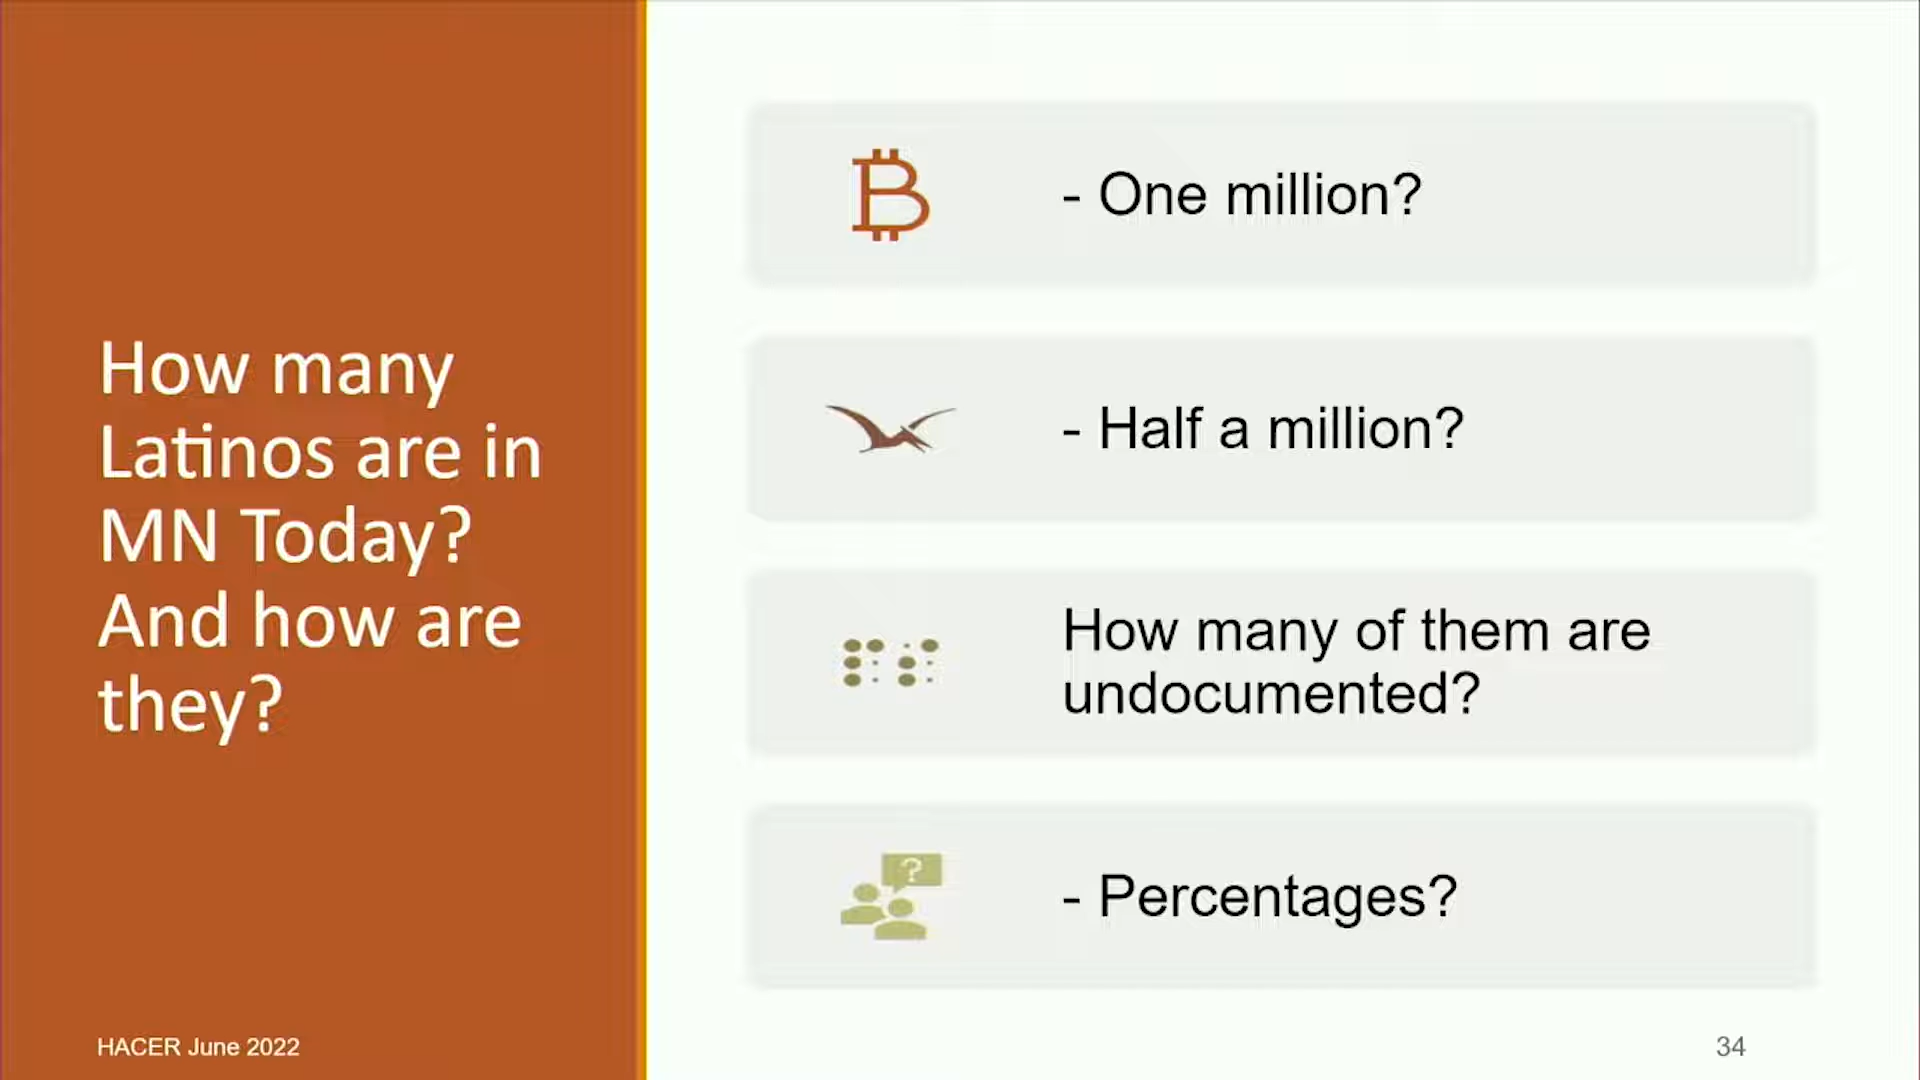 How many
Latinos are in
MN Today?
And how are
they?
- One million?
- Half a million?
How many of them are
undocumented?
?
- Percentages?
HACER June 2022
34